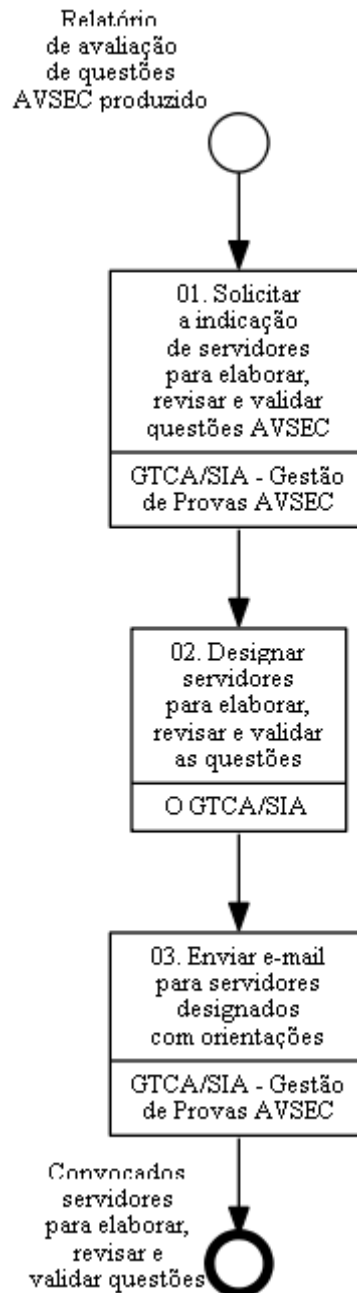 Relatório
de avaliação
de questões
AVSEC produzido
01. Solicitar
a indicação
de servidores
para elaborar,
revisar e validar
questões AVSEC
GTCA/SIA - Gestão
de Provas AVSEC
02. Designar
servidores
para elaborar,
revisar e validar
as questões
O GTCA/SIA
03. Enviar e-mail
para servidores
designados
com orientações
GTCA/SIA - Gestão
de Provas AVSEC
Convocados
servidores
para elaborar,
revisar e
validar questões